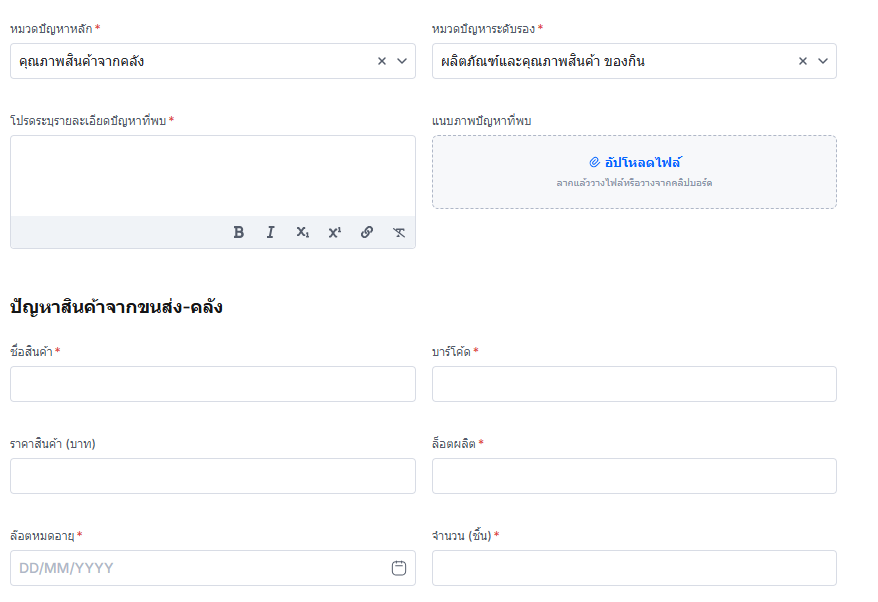 หมวดปัญหาหลัก *
หมวดปัญหาระดับรอง *
คุณภาพสินค้าจากคลัง
ผลิตภัณฑ์และคุณภาพสินค้า ของกิน
โปรดระบุรายละเอียดปัญหาที่พบ *
แนบภาพปัญหาที่พบ
อัปโหลดไฟล์
ลากแล้ววางไฟล์หรือวางจากคลิปบอร์ด
B I X₁ X¹
ปัญหาสินค้าจากขนส่ง-คลัง
ชื่อสินค้า *
บาร์โค้ด *
ราคาสินค้า (บาท)
ล็อตผลิต *
ล๊อตหมดอายุ *
จำนวน (ชิ้น) *
DD/MM/YYYY